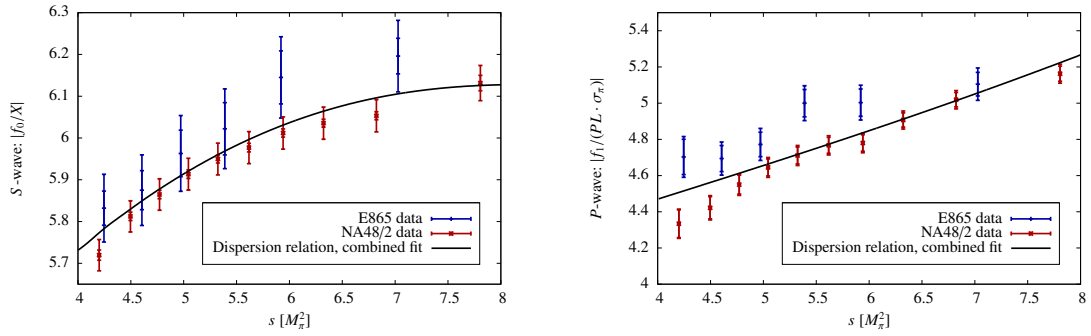 6.3
6.2
6.1
6
5.9
5.8
5.7
S-wave: |f₀/X|
4 4.5 5 5.5 6 6.5 7 7.5 8
s [M²π]
E865 data
NA48/2 data
Dispersion relation, combined fit
5.4
5.2
5
4.8
4.6
4.4
4.2
4
P-wave: |f₁/(PL · σπ)|
4 4.5 5 5.5 6 6.5 7 7.5 8
s [M²π]
E865 data
NA48/2 data
Dispersion relation, combined fit